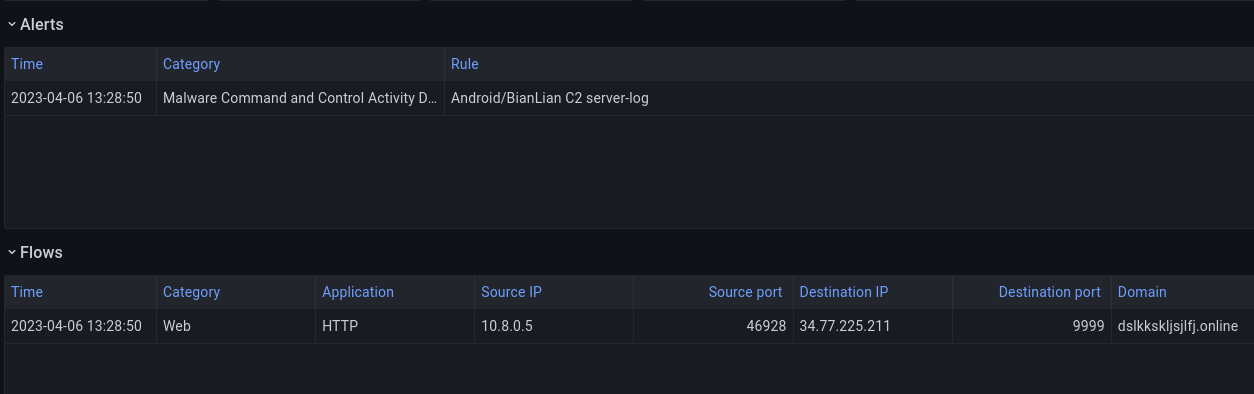 Alerts
Time Category Rule
2023-04-06 13:28:50 Malware Command and Control Activity D… Android/BianLian C2 server-log
Flows
Time Category Application Source IP Source port Destination IP Destination port Domain
2023-04-06 13:28:50 Web HTTP 10.8.0.5 46928 34.77.225.211 9999 dslkkskljsjlfj.online